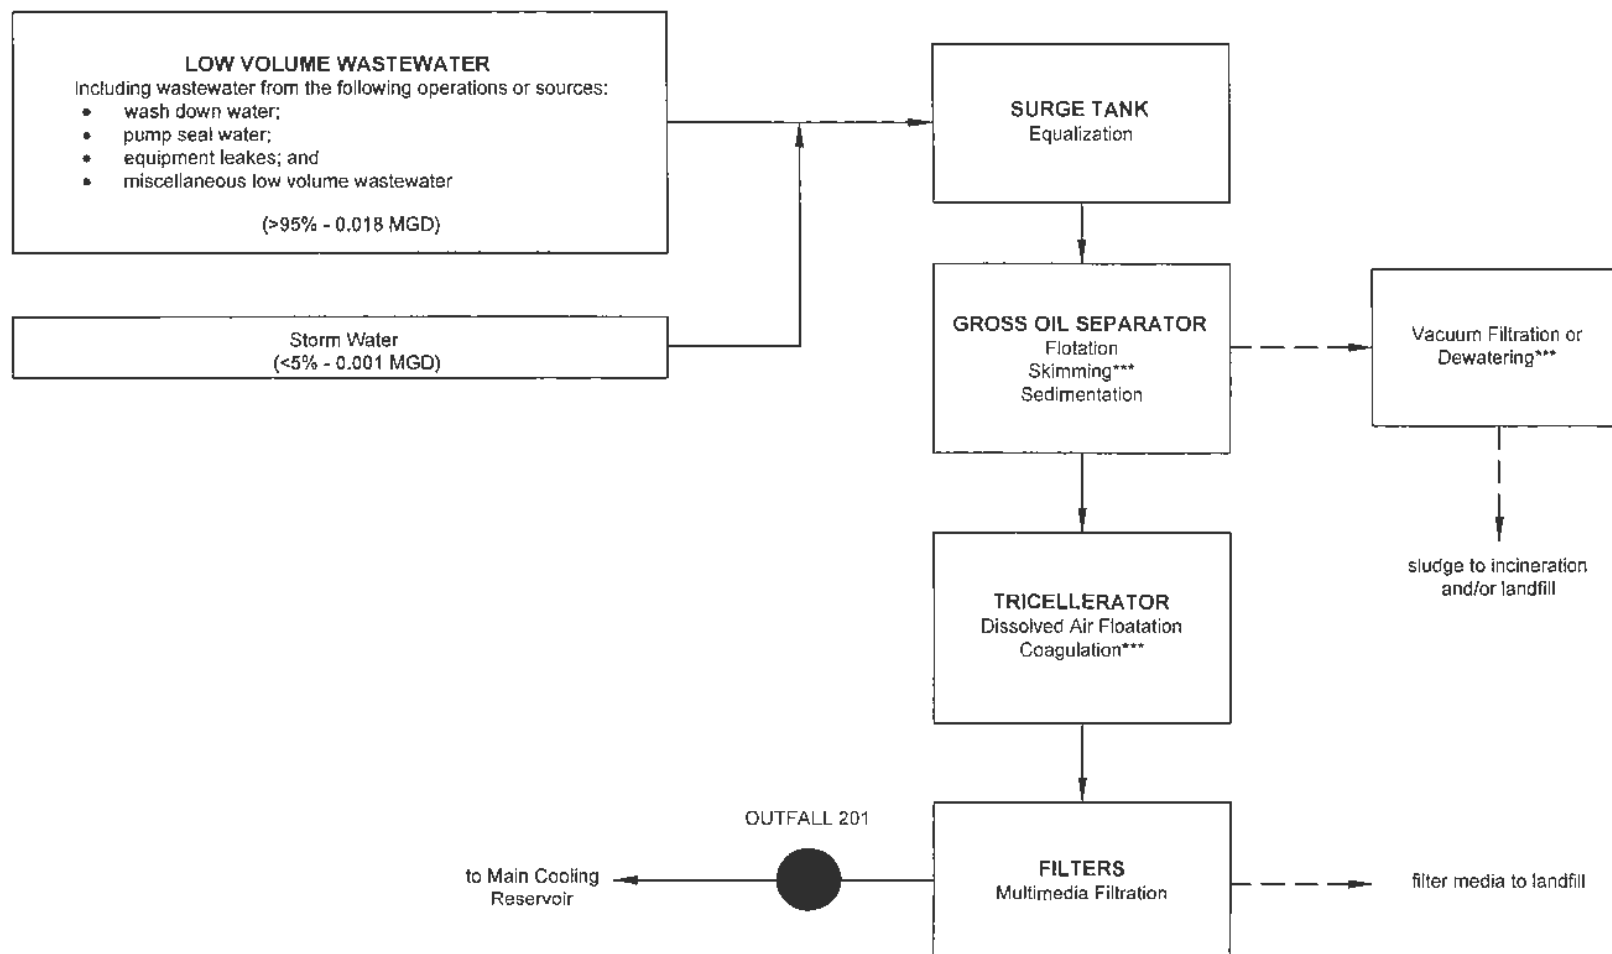 LOW VOLUME WASTEWATER
Including wastewater from the following operations or sources:
• wash down water;
• pump seal water;
• equipment leakes; and
• miscellaneous low volume wastewater
(>95% - 0.018 MGD)
Storm Water
(<5% - 0.001 MGD)
SURGE TANK
Equalization
GROSS OIL SEPARATOR
Flotation
Skimming***
Sedimentation
Vacuum Filtration or
Dewatering***
sludge to incineration
and/or landfill
TRICELLERATOR
Dissolved Air Floatation
Coagulation***
OUTFALL 201
to Main Cooling
Reservoir
FILTERS
Multimedia Filtration
filter media to landfill